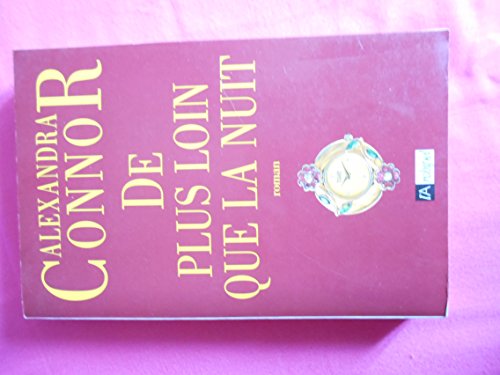 ALEXANDRA
CONNOR
DE
PLUS LOIN
QUE LA NUIT
roman